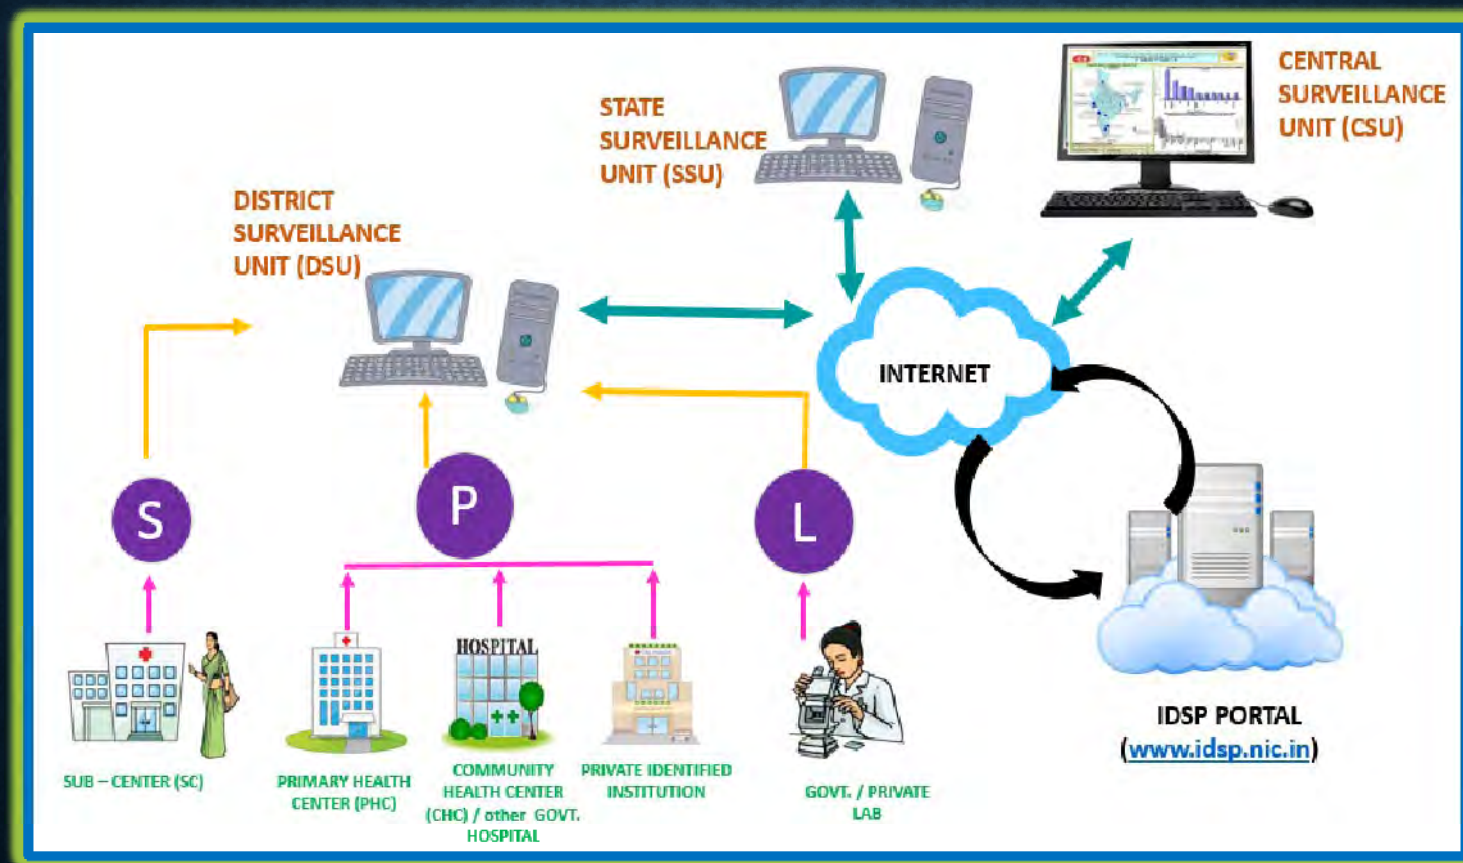 CENTRAL
SURVEILLANCE
UNIT (CSU)
STATE
SURVEILLANCE
UNIT (SSU)
DISTRICT
SURVEILLANCE
UNIT (DSU)
INTERNET
S
P
L
HOSPITAL
IDSP PORTAL
(www.idsp.nic.in)
SUB – CENTER (SC)
PRIMARY HEALTH
CENTER (PHC)
COMMUNITY
HEALTH CENTER
(CHC) / other GOVT.
HOSPITAL
PRIVATE IDENTIFIED
INSTITUTION
GOVT. / PRIVATE
LAB